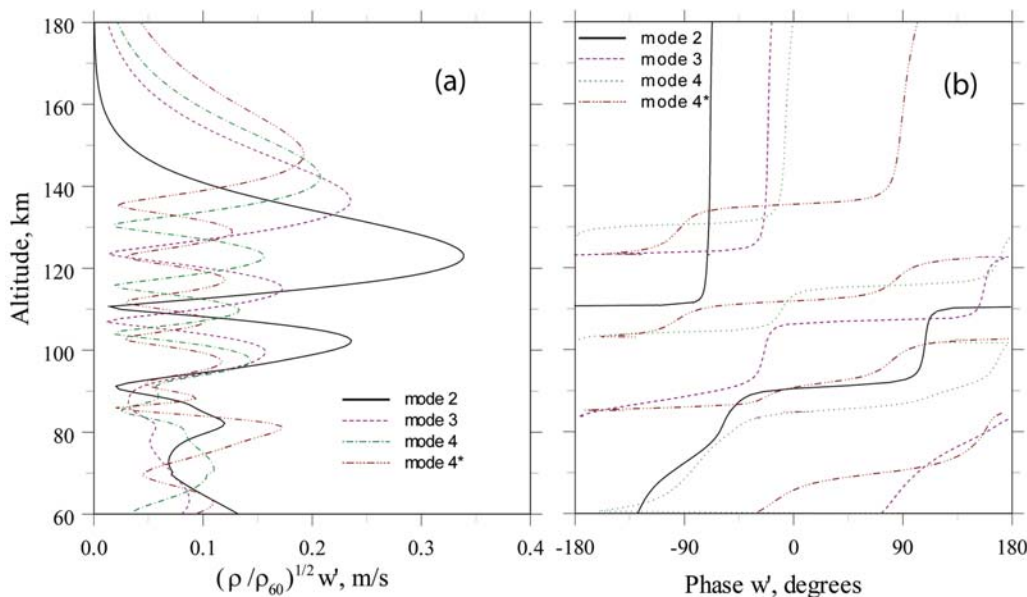 180
160
140
120
100
80
60
Altitude, km
(a)
mode 2
mode 3
mode 4
mode 4*
0.0 0.1 0.2 0.3 0.4
(ρ/ρ60)1/2 w', m/s
mode 2
mode 3
mode 4
mode 4*
(b)
-180 -90 0 90 180
Phase w', degrees